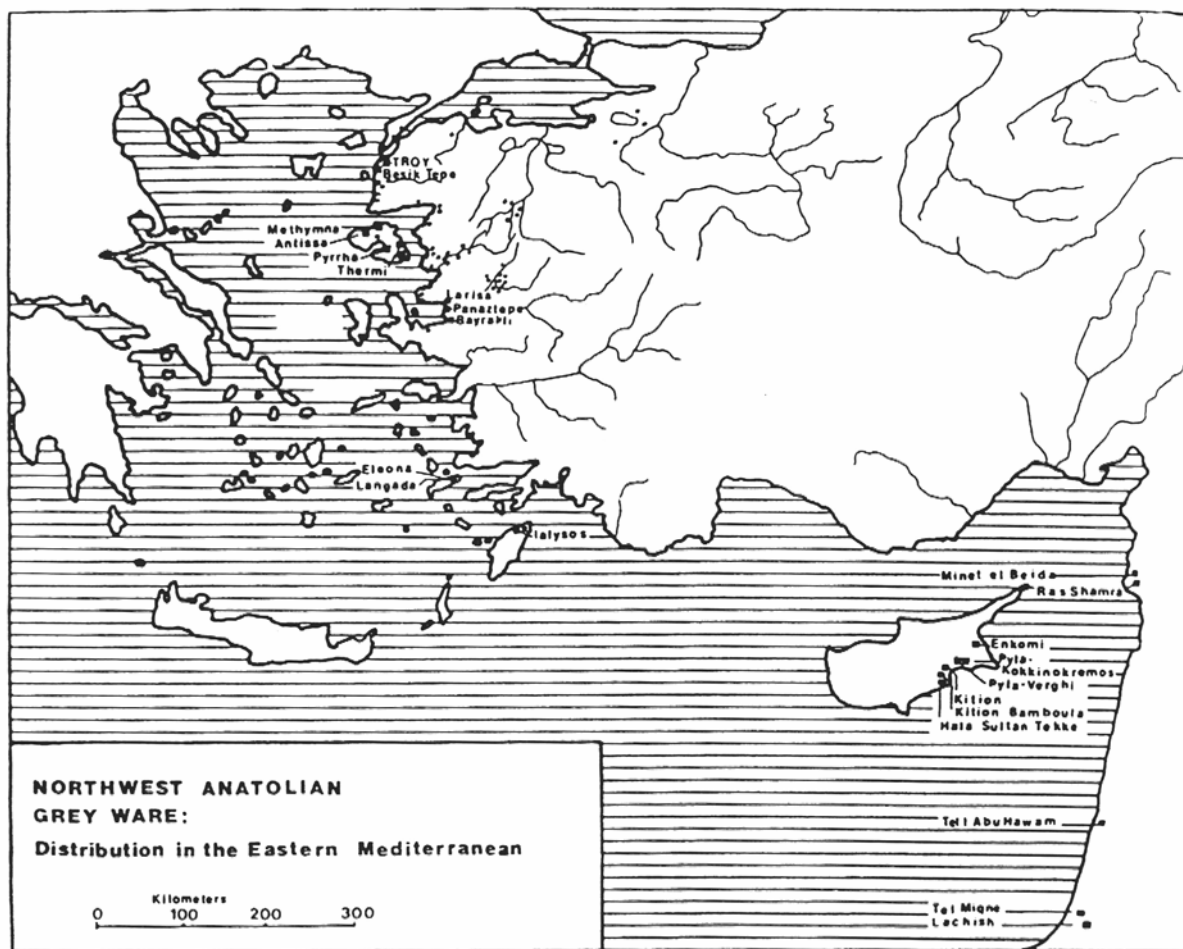 TROY
Besik Tepe
Methymna
Antissa
Pyrrha
Thermi
Larisa
Panaztepe
Bayraklı
Eleona
Langada
Ialysos
Minet el Beida
Ras Shamra
Enkomi
Pyla-
Kokkinokremos
Pyla-Verghi
Kition
Kition Bamboula
Hala Sultan Tekke
Tell Abu Hawam
Tel Miqne
Lachish
NORTHWEST ANATOLIAN
GREY WARE:
Distribution in the Eastern Mediterranean
Kilometers
0 100 200 300